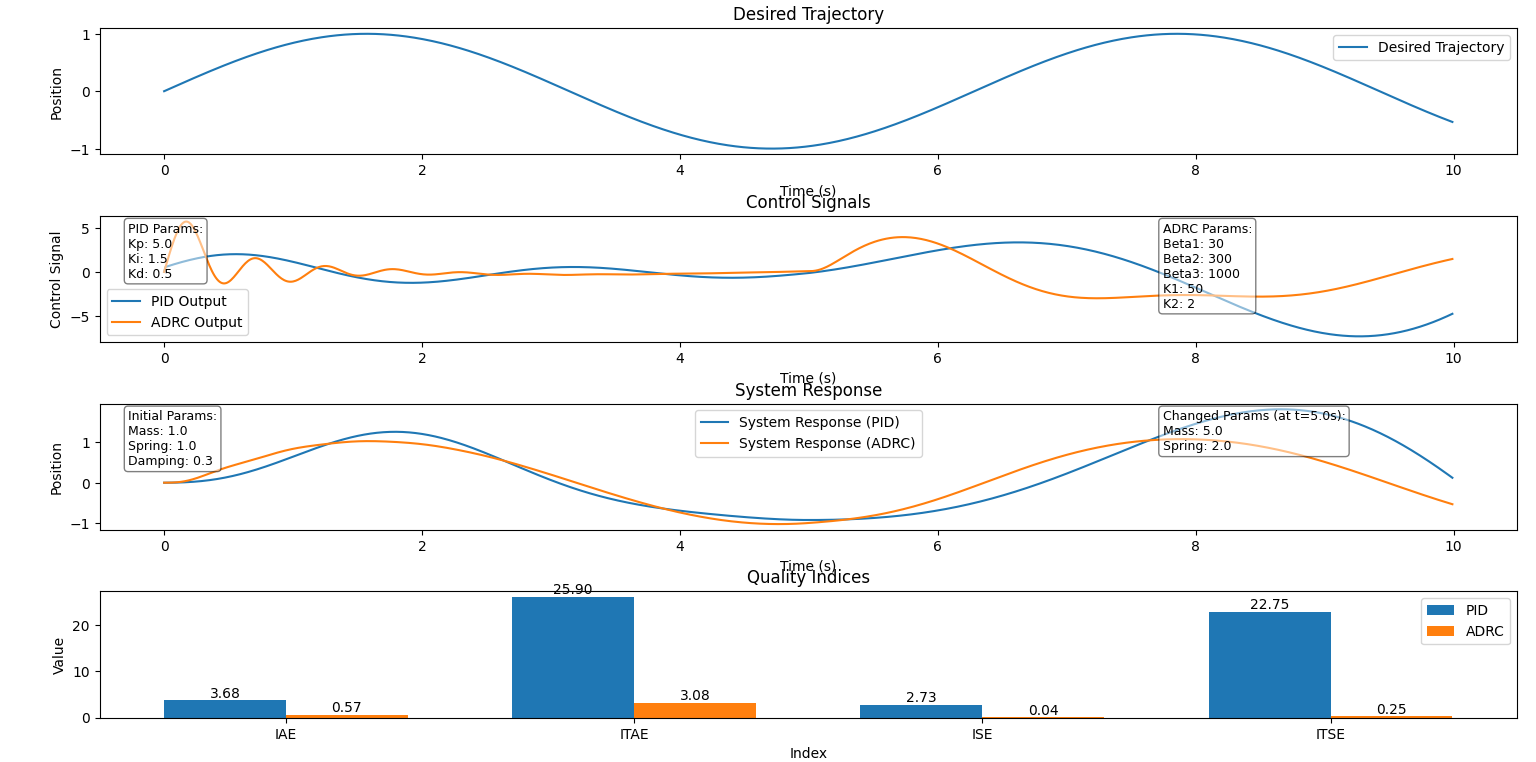 Desired Trajectory
1
0
−1
Position
Desired Trajectory
0 2 4 6 8 10
Time (s)
Control Signals
5
0
−5
Control Signal
PID Params:
Kp: 5.0
Ki: 1.5
Kd: 0.5
PID Output
ADRC Output
ADRC Params:
Beta1: 30
Beta2: 300
Beta3: 1000
K1: 50
K2: 2
0 2 4 6 8 10
Time (s)
System Response
1
0
−1
Position
Initial Params:
Mass: 1.0
Spring: 1.0
Damping: 0.3
System Response (PID)
System Response (ADRC)
Changed Params (at t=5.0s):
Mass: 5.0
Spring: 2.0
0 2 4 6 8 10
Time (s)
Quality Indices
20
10
0
Value
3.68 0.57 25.90 3.08 2.73 0.04 22.75 0.25
PID
ADRC
IAE ITAE ISE ITSE
Index